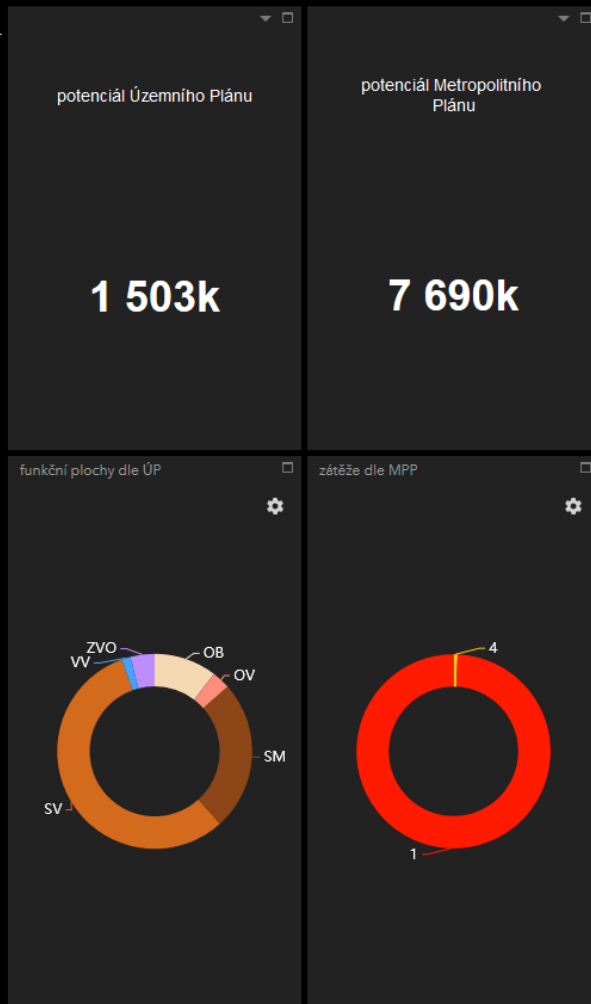 potenciál Územního Plánu
1 503k
potenciál Metropolitního
Plánu
7 690k
funkční plochy dle ÚP
ZVO
VV
OB
OV
SM
SV
zátěže dle MPP
4
1